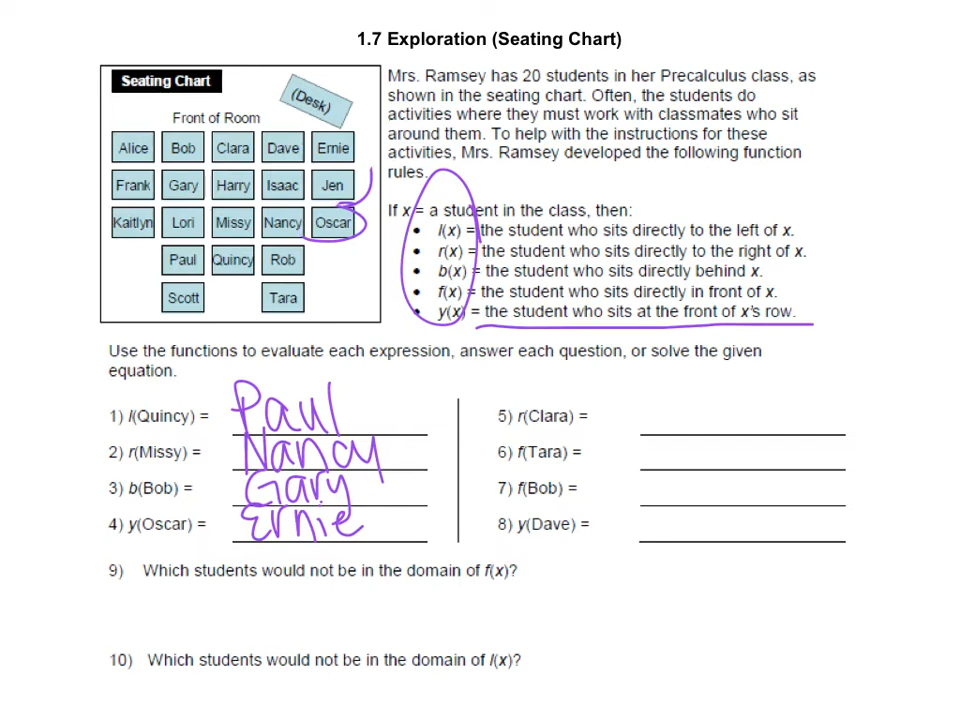 1.7 Exploration (Seating Chart)
Seating Chart
(Desk)
Front of Room
Alice Bob Clara Dave Ernie
Frank Gary Harry Isaac Jen
Kaitlyn Lori Missy Nancy Oscar
Paul Quincy Rob
Scott Tara
Mrs. Ramsey has 20 students in her Precalculus class, as
shown in the seating chart. Often, the students do
activities where they must work with classmates who sit
around them. To help with the instructions for these
activities, Mrs. Ramsey developed the following function
rules.
If x = a student in the class, then:
• l(x) = the student who sits directly to the left of x.
• r(x) = the student who sits directly to the right of x.
• b(x) = the student who sits directly behind x.
• f(x) = the student who sits directly in front of x.
• y(x) = the student who sits at the front of x's row.
Use the functions to evaluate each expression, answer each question, or solve the given
equation.
1) l(Quincy) = Paul
2) r(Missy) = Nancy
3) b(Bob) = Gary
4) y(Oscar) = Ernie
5) r(Clara) =
6) f(Tara) =
7) f(Bob) =
8) y(Dave) =
9) Which students would not be in the domain of f(x)?
10) Which students would not be in the domain of l(x)?